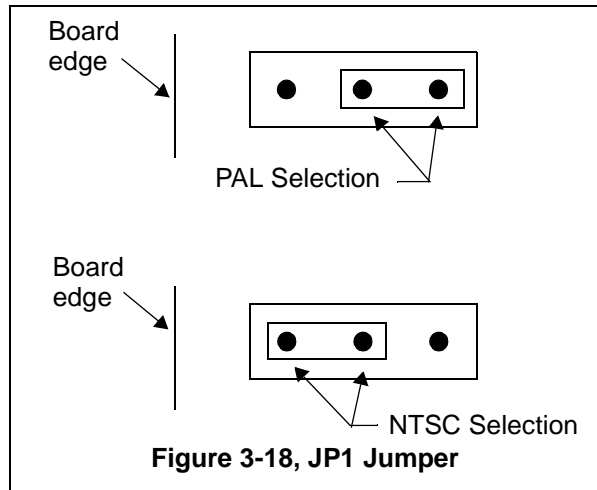 Board
edge
PAL Selection
Board
edge
NTSC Selection
Figure 3-18, JP1 Jumper